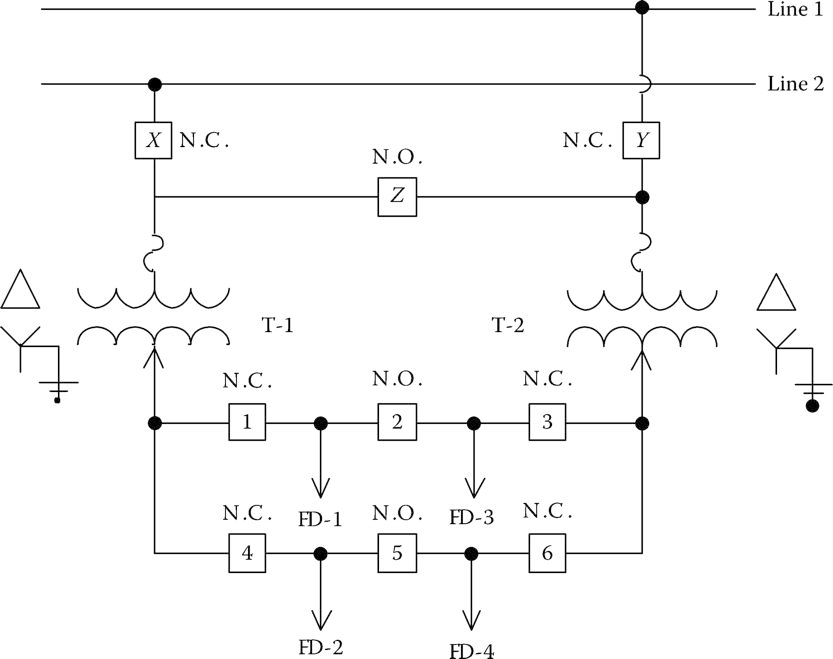 Line 1
Line 2
X N.C.
N.C. Y
N.O.
Z
T-1
T-2
N.C.
N.O.
N.C.
1
2
3
FD-1
FD-3
N.C.
N.O.
N.C.
4
5
6
FD-2
FD-4